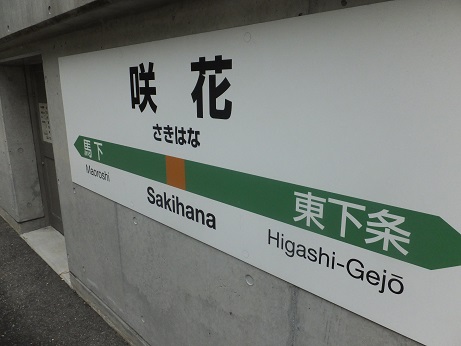 咲花
さきはな
馬下
東下条
Maoroshi
Sakihana
Higashi-Gejō